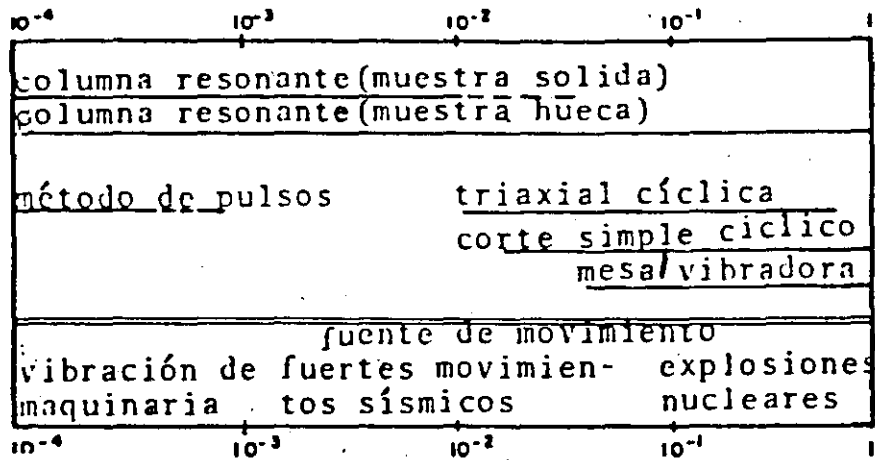 10⁻⁴ 10⁻³ 10⁻² 10⁻¹ 1
columna resonante(muestra solida)
columna resonante(muestra hueca)
método de pulsos triaxial cíclica
corte simple ciclico
mesa vibradora
fuente de movimiento
vibración de fuertes movimien- explosiones
maquinaria tos sísmicos nucleares
10⁻⁴ 10⁻³ 10⁻² 10⁻¹ 1